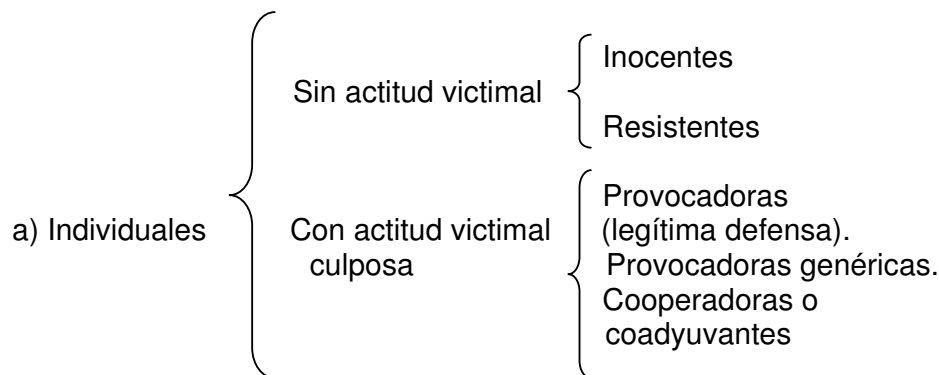 a) Individuales
Sin actitud victimal
Inocentes
Resistentes
Con actitud victimal
culposa
Provocadoras
(legítima defensa).
Provocadoras genéricas.
Cooperadoras o
coadyuvantes